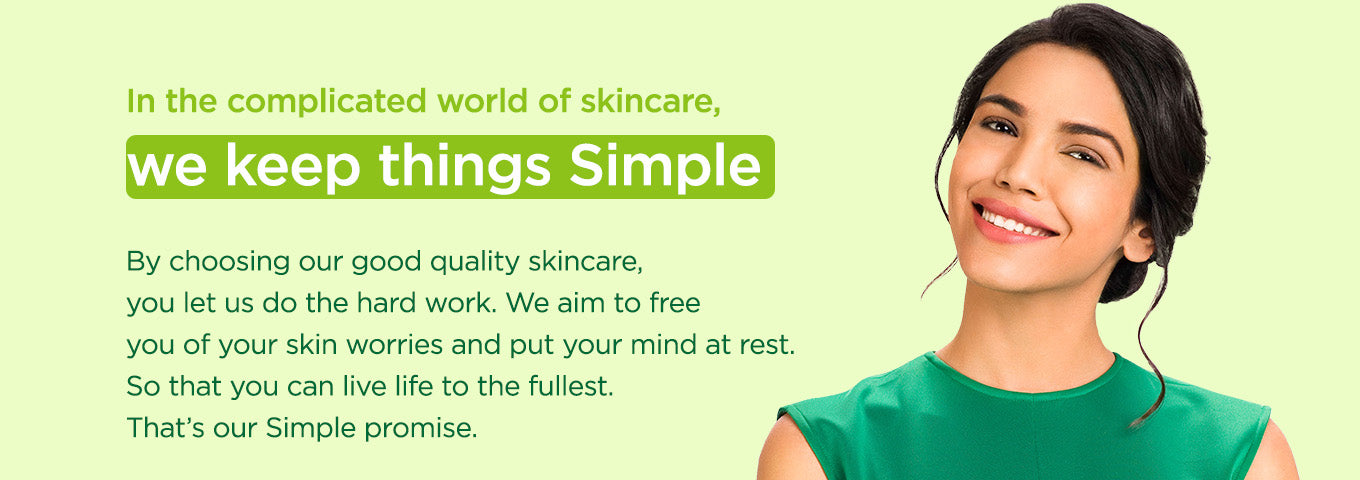 In the complicated world of skincare,
we keep things Simple
By choosing our good quality skincare,
you let us do the hard work. We aim to free
you of your skin worries and put your mind at rest.
So that you can live life to the fullest.
That’s our Simple promise.